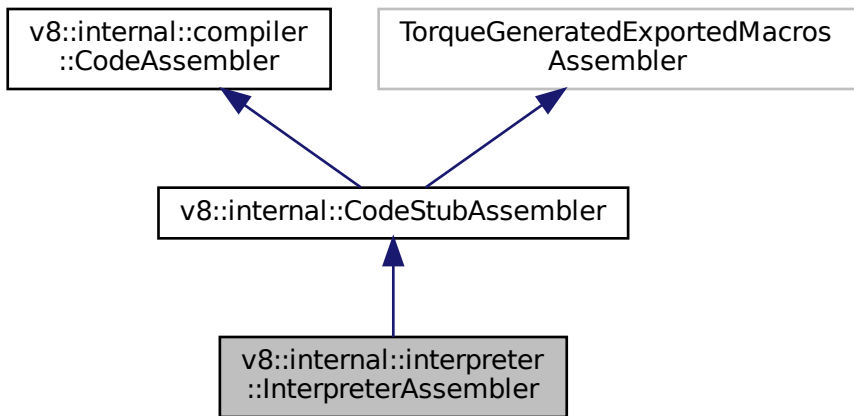 v8::internal::compiler
::CodeAssembler
TorqueGeneratedExportedMacros
Assembler
v8::internal::CodeStubAssembler
v8::internal::interpreter
::InterpreterAssembler